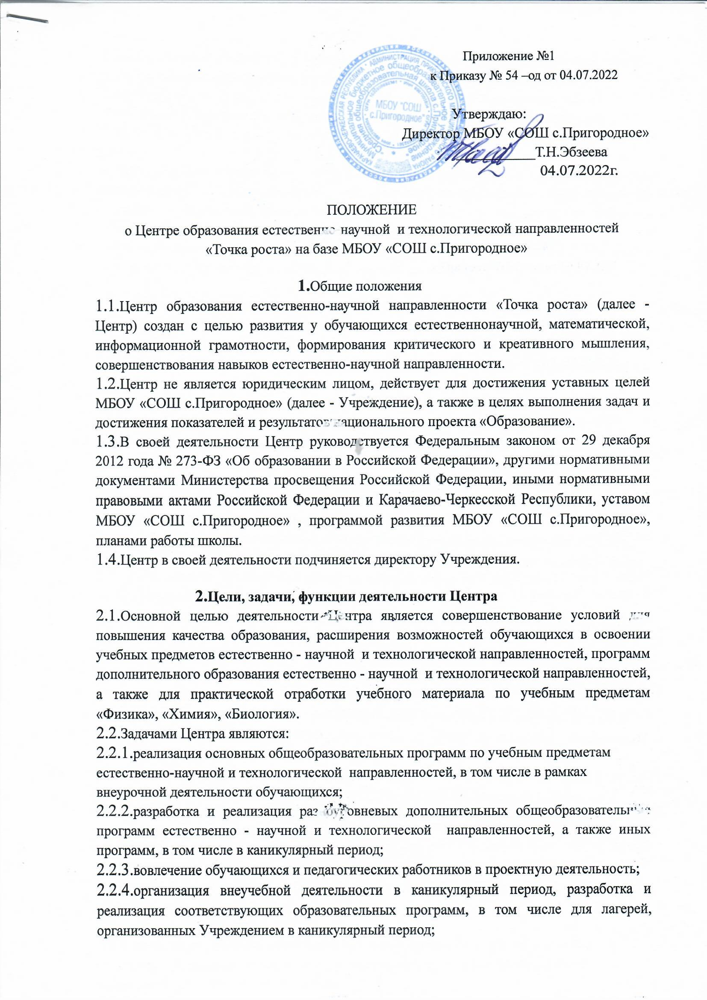 Приложение №1
к Приказу № 54 –од от 04.07.2022
МБОУ "СОШ
с.Пригородное"
Утверждаю:
Директор МБОУ «СОШ с.Пригородное»
Т.Н.Эбзеева
04.07.2022г.
ПОЛОЖЕНИЕ
о Центре образования естественно- научной и технологической направленностей
«Точка роста» на базе МБОУ «СОШ с.Пригородное»
1.Общие положения
1.1.Центр образования естественно-научной направленности «Точка роста» (далее -
Центр) создан с целью развития у обучающихся естественнонаучной, математической,
информационной грамотности, формирования критического и креативного мышления,
совершенствования навыков естественно-научной направленности.
1.2.Центр не является юридическим лицом, действует для достижения уставных целей
МБОУ «СОШ с.Пригородное» (далее - Учреждение), а также в целях выполнения задач и
достижения показателей и результатов национального проекта «Образование».
1.3.В своей деятельности Центр руководствуется Федеральным законом от 29 декабря
2012 года № 273-ФЗ «Об образовании в Российской Федерации», другими нормативными
документами Министерства просвещения Российской Федерации, иными нормативными
правовыми актами Российской Федерации и Карачаево-Черкесской Республики, уставом
МБОУ «СОШ с.Пригородное» , программой развития МБОУ «СОШ с.Пригородное»,
планами работы школы.
1.4.Центр в своей деятельности подчиняется директору Учреждения.
2.Цели, задачи, функции деятельности Центра
2.1.Основной целью деятельности Центра является совершенствование условий для
повышения качества образования, расширения возможностей обучающихся в освоении
учебных предметов естественно - научной и технологической направленностей, программ
дополнительного образования естественно - научной и технологической направленностей,
а также для практической отработки учебного материала по учебным предметам
«Физика», «Химия», «Биология».
2.2.Задачами Центра являются:
2.2.1.реализация основных общеобразовательных программ по учебным предметам
естественно-научной и технологической направленностей, в том числе в рамках
внеурочной деятельности обучающихся;
2.2.2.разработка и реализация разноуровневых дополнительных общеобразовательных
программ естественно - научной и технологической направленностей, а также иных
программ, в том числе в каникулярный период;
2.2.3.вовлечение обучающихся и педагогических работников в проектную деятельность;
2.2.4.организация внеучебной деятельности в каникулярный период, разработка и
реализация соответствующих образовательных программ, в том числе для лагерей,
организованных Учреждением в каникулярный период;